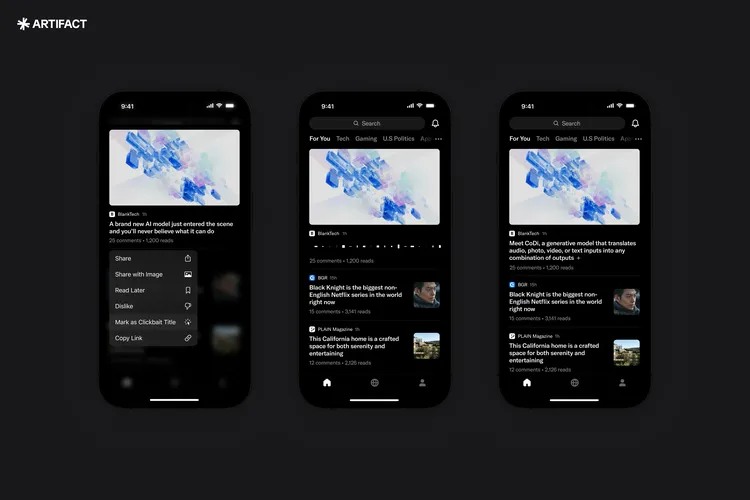 ARTIFACT
9:41
BlankTech 1h
A brand new AI model just entered the scene
and you'll never believe what it can do
25 comments • 1,200 reads
Share
Share with Image
Read Later
Dislike
Mark as Clickbait Title
Copy Link
9:41
Search
For You Tech Gaming U.S Politics App
BlankTech 1h
25 comments • 1,200 reads
BGR 19h
Black Knight is the biggest non-
English Netflix series in the world
right now
15 comments • 3,141 reads
PLAIN Magazine 1h
This California home is a crafted
space for both serenity and
entertaining
12 comments • 2,126 reads
9:41
Search
For You Tech Gaming U.S Politics App
BlankTech 1h
Meet CoDi, a generative model that translates
audio, photo, video, or text inputs into any
combination of outputs +
25 comments • 1,200 reads
BGR 19h
Black Knight is the biggest non-
English Netflix series in the world
right now
15 comments • 3,141 reads
PLAIN Magazine 1h
This California home is a crafted
space for both serenity and
entertaining
12 comments • 2,126 reads